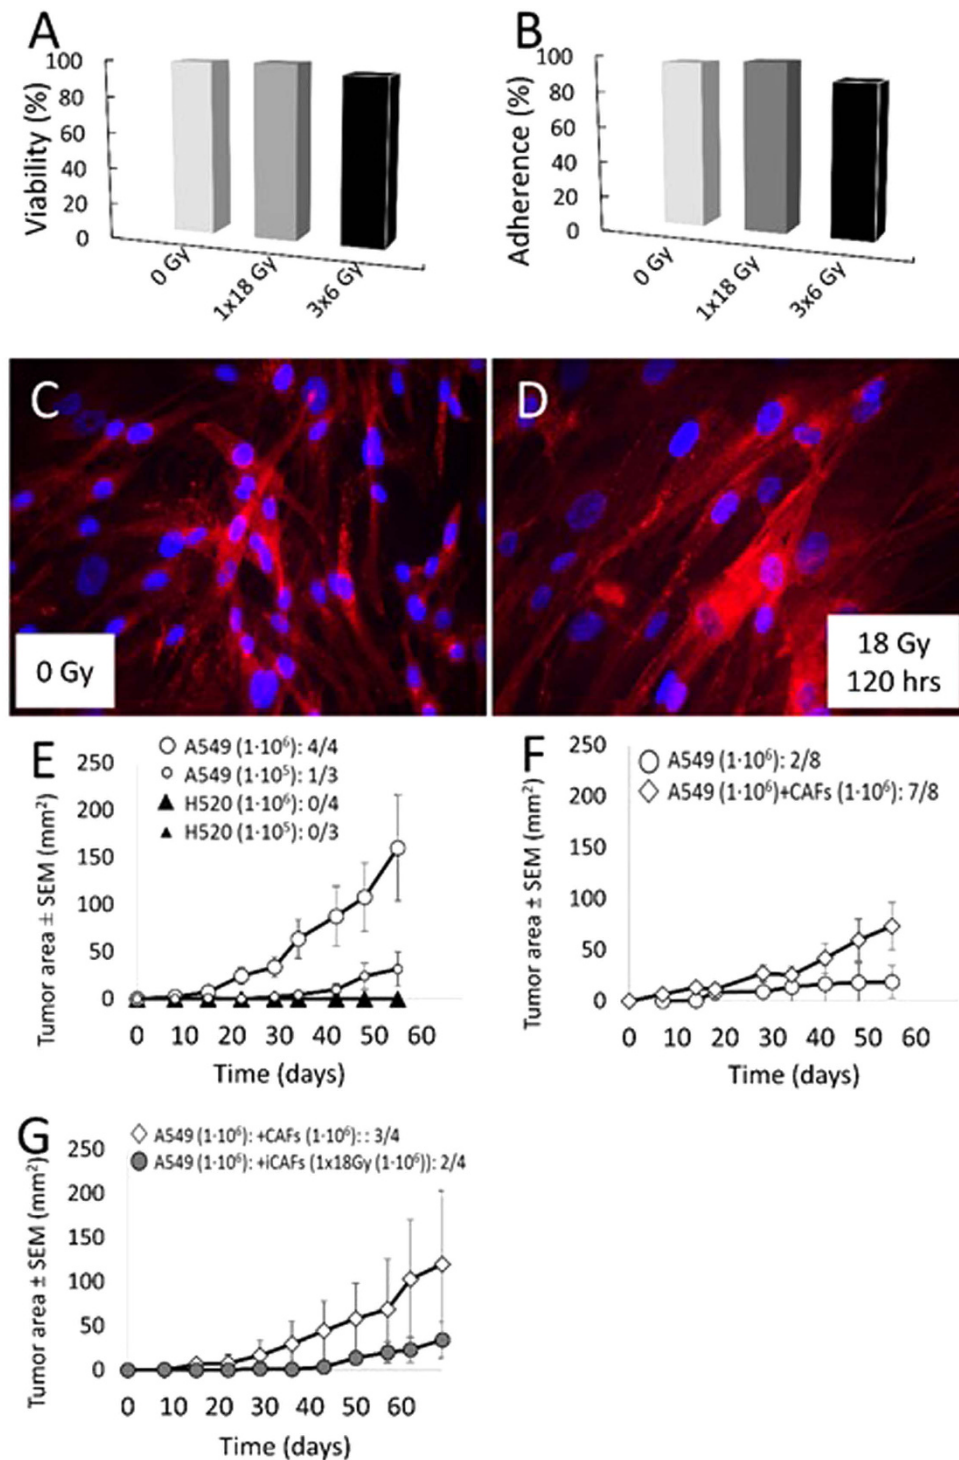 A
Viability (%)
100
80
60
40
20
0
0 Gy
1x18 Gy
3x6 Gy
B
Adherence (%)
100
80
60
40
20
0
0 Gy
1x18 Gy
3x6 Gy
C
0 Gy
D
18 Gy
120 hrs
E
A549 (1·10⁶): 4/4
A549 (1·10⁵): 1/3
H520 (1·10⁶): 0/4
H520 (1·10⁵): 0/3
Tumor area ± SEM (mm²)
250
200
150
100
50
0
0 10 20 30 40 50 60
Time (days)
F
A549 (1·10⁶): 2/8
A549 (1·10⁶)+CAFs (1·10⁶): 7/8
Tumor area ± SEM (mm²)
250
200
150
100
50
0
0 10 20 30 40 50 60
Time (days)
G
A549 (1·10⁶): +CAFs (1·10⁶): : 3/4
A549 (1·10⁶): +iCAFs (1x18Gy (1·10⁶)): 2/4
Tumor area ± SEM (mm²)
250
200
150
100
50
0
0 10 20 30 40 50 60
Time (days)